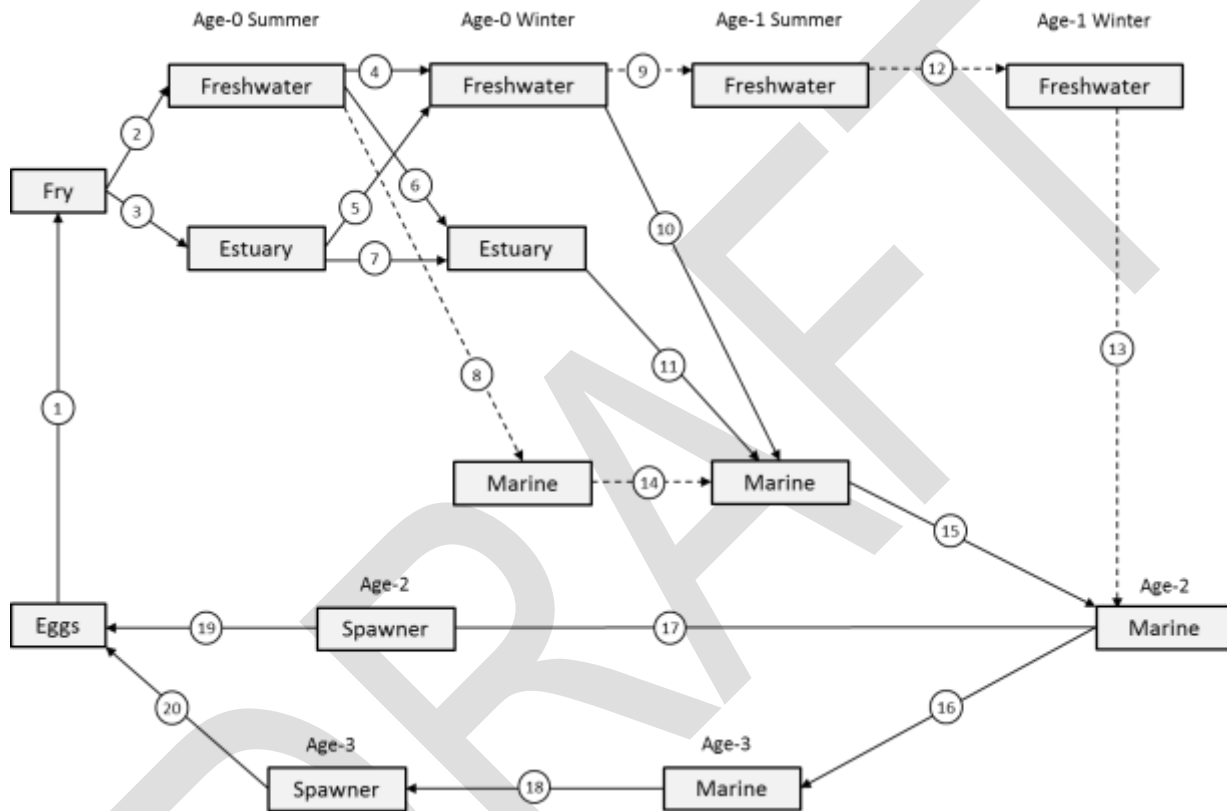 Age-0 Summer Age-0 Winter Age-1 Summer Age-1 Winter
Freshwater 4 Freshwater 9 Freshwater 12 Freshwater
2
Fry
3 5 6
Estuary 7 Estuary 10
1 8 11 13
Marine 14 Marine
15
Age-2 Age-2
Eggs 19 Spawner 17 Marine
20 16
Age-3 Age-3
Spawner 18 Marine
DRAFT